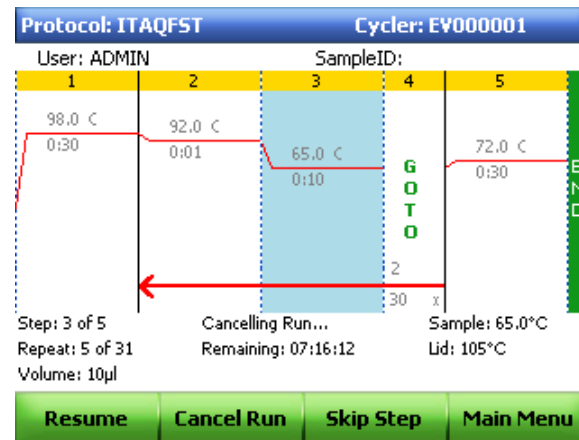 Protocol: ITAQFST Cycler: EV000001
User: ADMIN SampleID:
1 2 3 4 5
98.0 C 92.0 C 65.0 C 72.0 C
0:30 0:01 0:10 0:30
GOTO
END
2
30 x
Step: 3 of 5 Cancelling Run... Sample: 65.0°C
Repeat: 5 of 31 Remaining: 07:16:12 Lid: 105°C
Volume: 10µl
Resume Cancel Run Skip Step Main Menu